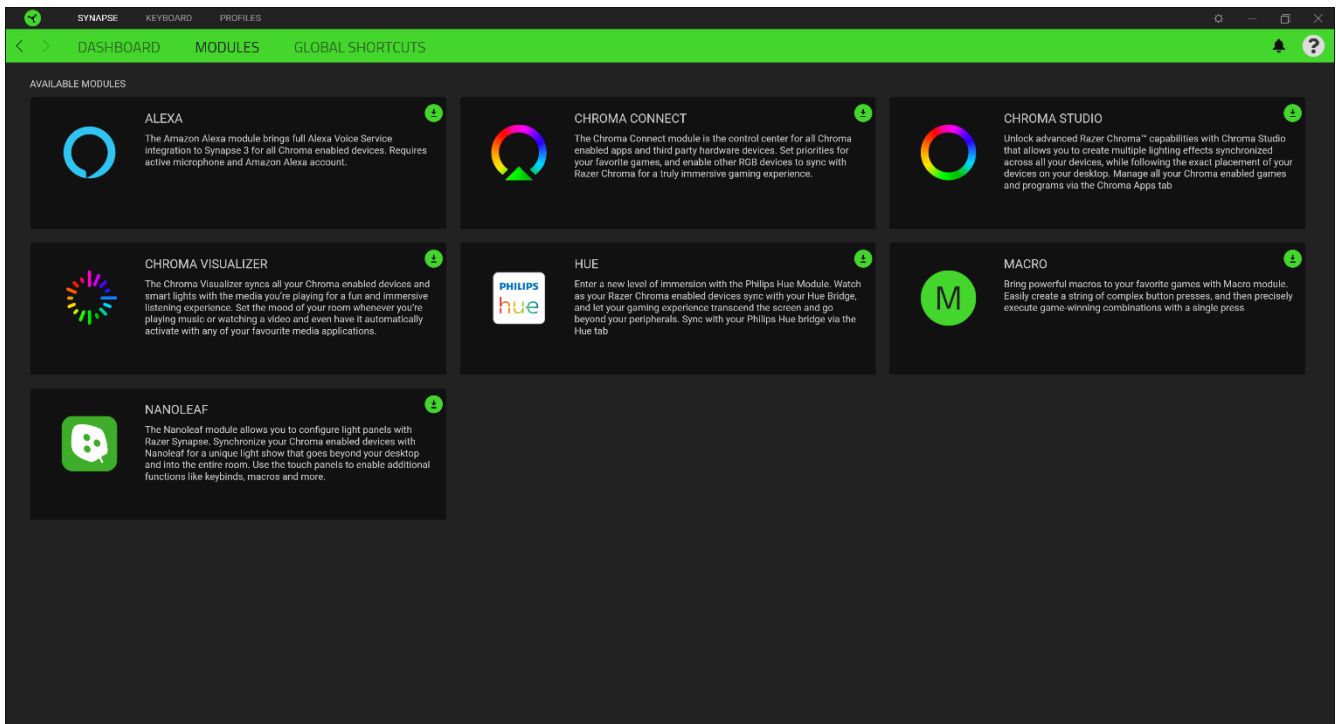 SYNAPSE KEYBOARD PROFILES
DASHBOARD MODULES GLOBAL SHORTCUTS
?
AVAILABLE MODULES
ALEXA
The Amazon Alexa module brings full Alexa Voice Service
integration to Synapse 3 for all Chroma enabled devices. Requires
active microphone and Amazon Alexa account.
CHROMA CONNECT
The Chroma Connect module is the control center for all Chroma
enabled apps and third party hardware devices. Set priorities for
your favorite games, and enable other RGB devices to sync with
Razer Chroma for a truly immersive gaming experience.
CHROMA STUDIO
Unlock advanced Razer Chroma™ capabilities with Chroma Studio
that allows you to create multiple lighting effects synchronized
across all your devices, while following the exact placement of your
devices on your desktop. Manage all your Chroma enabled games
and programs via the Chroma Apps tab
CHROMA VISUALIZER
The Chroma Visualizer syncs all your Chroma enabled devices and
smart lights with the media you're playing for a fun and immersive
listening experience. Set the mood of your room whenever you're
playing music or watching a video and even have it automatically
activate with any of your favourite media applications.
PHILIPS
hue
HUE
Enter a new level of immersion with the Philips Hue Module. Watch
as your Razer Chroma enabled devices sync with your Hue Bridge,
and let your gaming experience transcend the screen and go
beyond your peripherals. Sync with your Philips Hue bridge via the
Hue tab
M
MACRO
Bring powerful macros to your favorite games with Macro module.
Easily create a string of complex button presses, and then precisely
execute game-winning combinations with a single press
NANOLEAF
The Nanoleaf module allows you to configure light panels with
Razer Synapse. Synchronize your Chroma enabled devices with
Nanoleaf for a unique light show that goes beyond your desktop
and into the entire room. Use the touch panels to enable additional
functions like keybinds, macros and more.